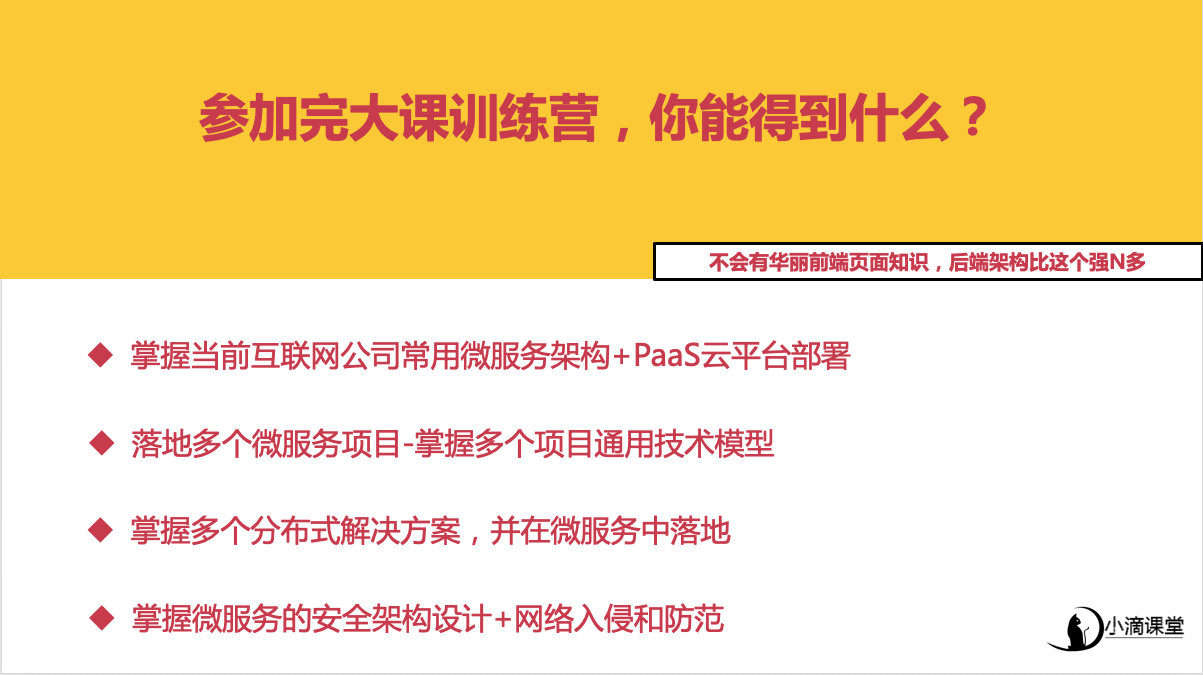 参加完大课训练营，你能得到什么？
不会有华丽前端页面知识，后端架构比这个强N多
掌握当前互联网公司常用微服务架构+PaaS云平台部署
落地多个微服务项目-掌握多个项目通用技术模型
掌握多个分布式解决方案，并在微服务中落地
掌握微服务的安全架构设计+网络入侵和防范
小滴课堂